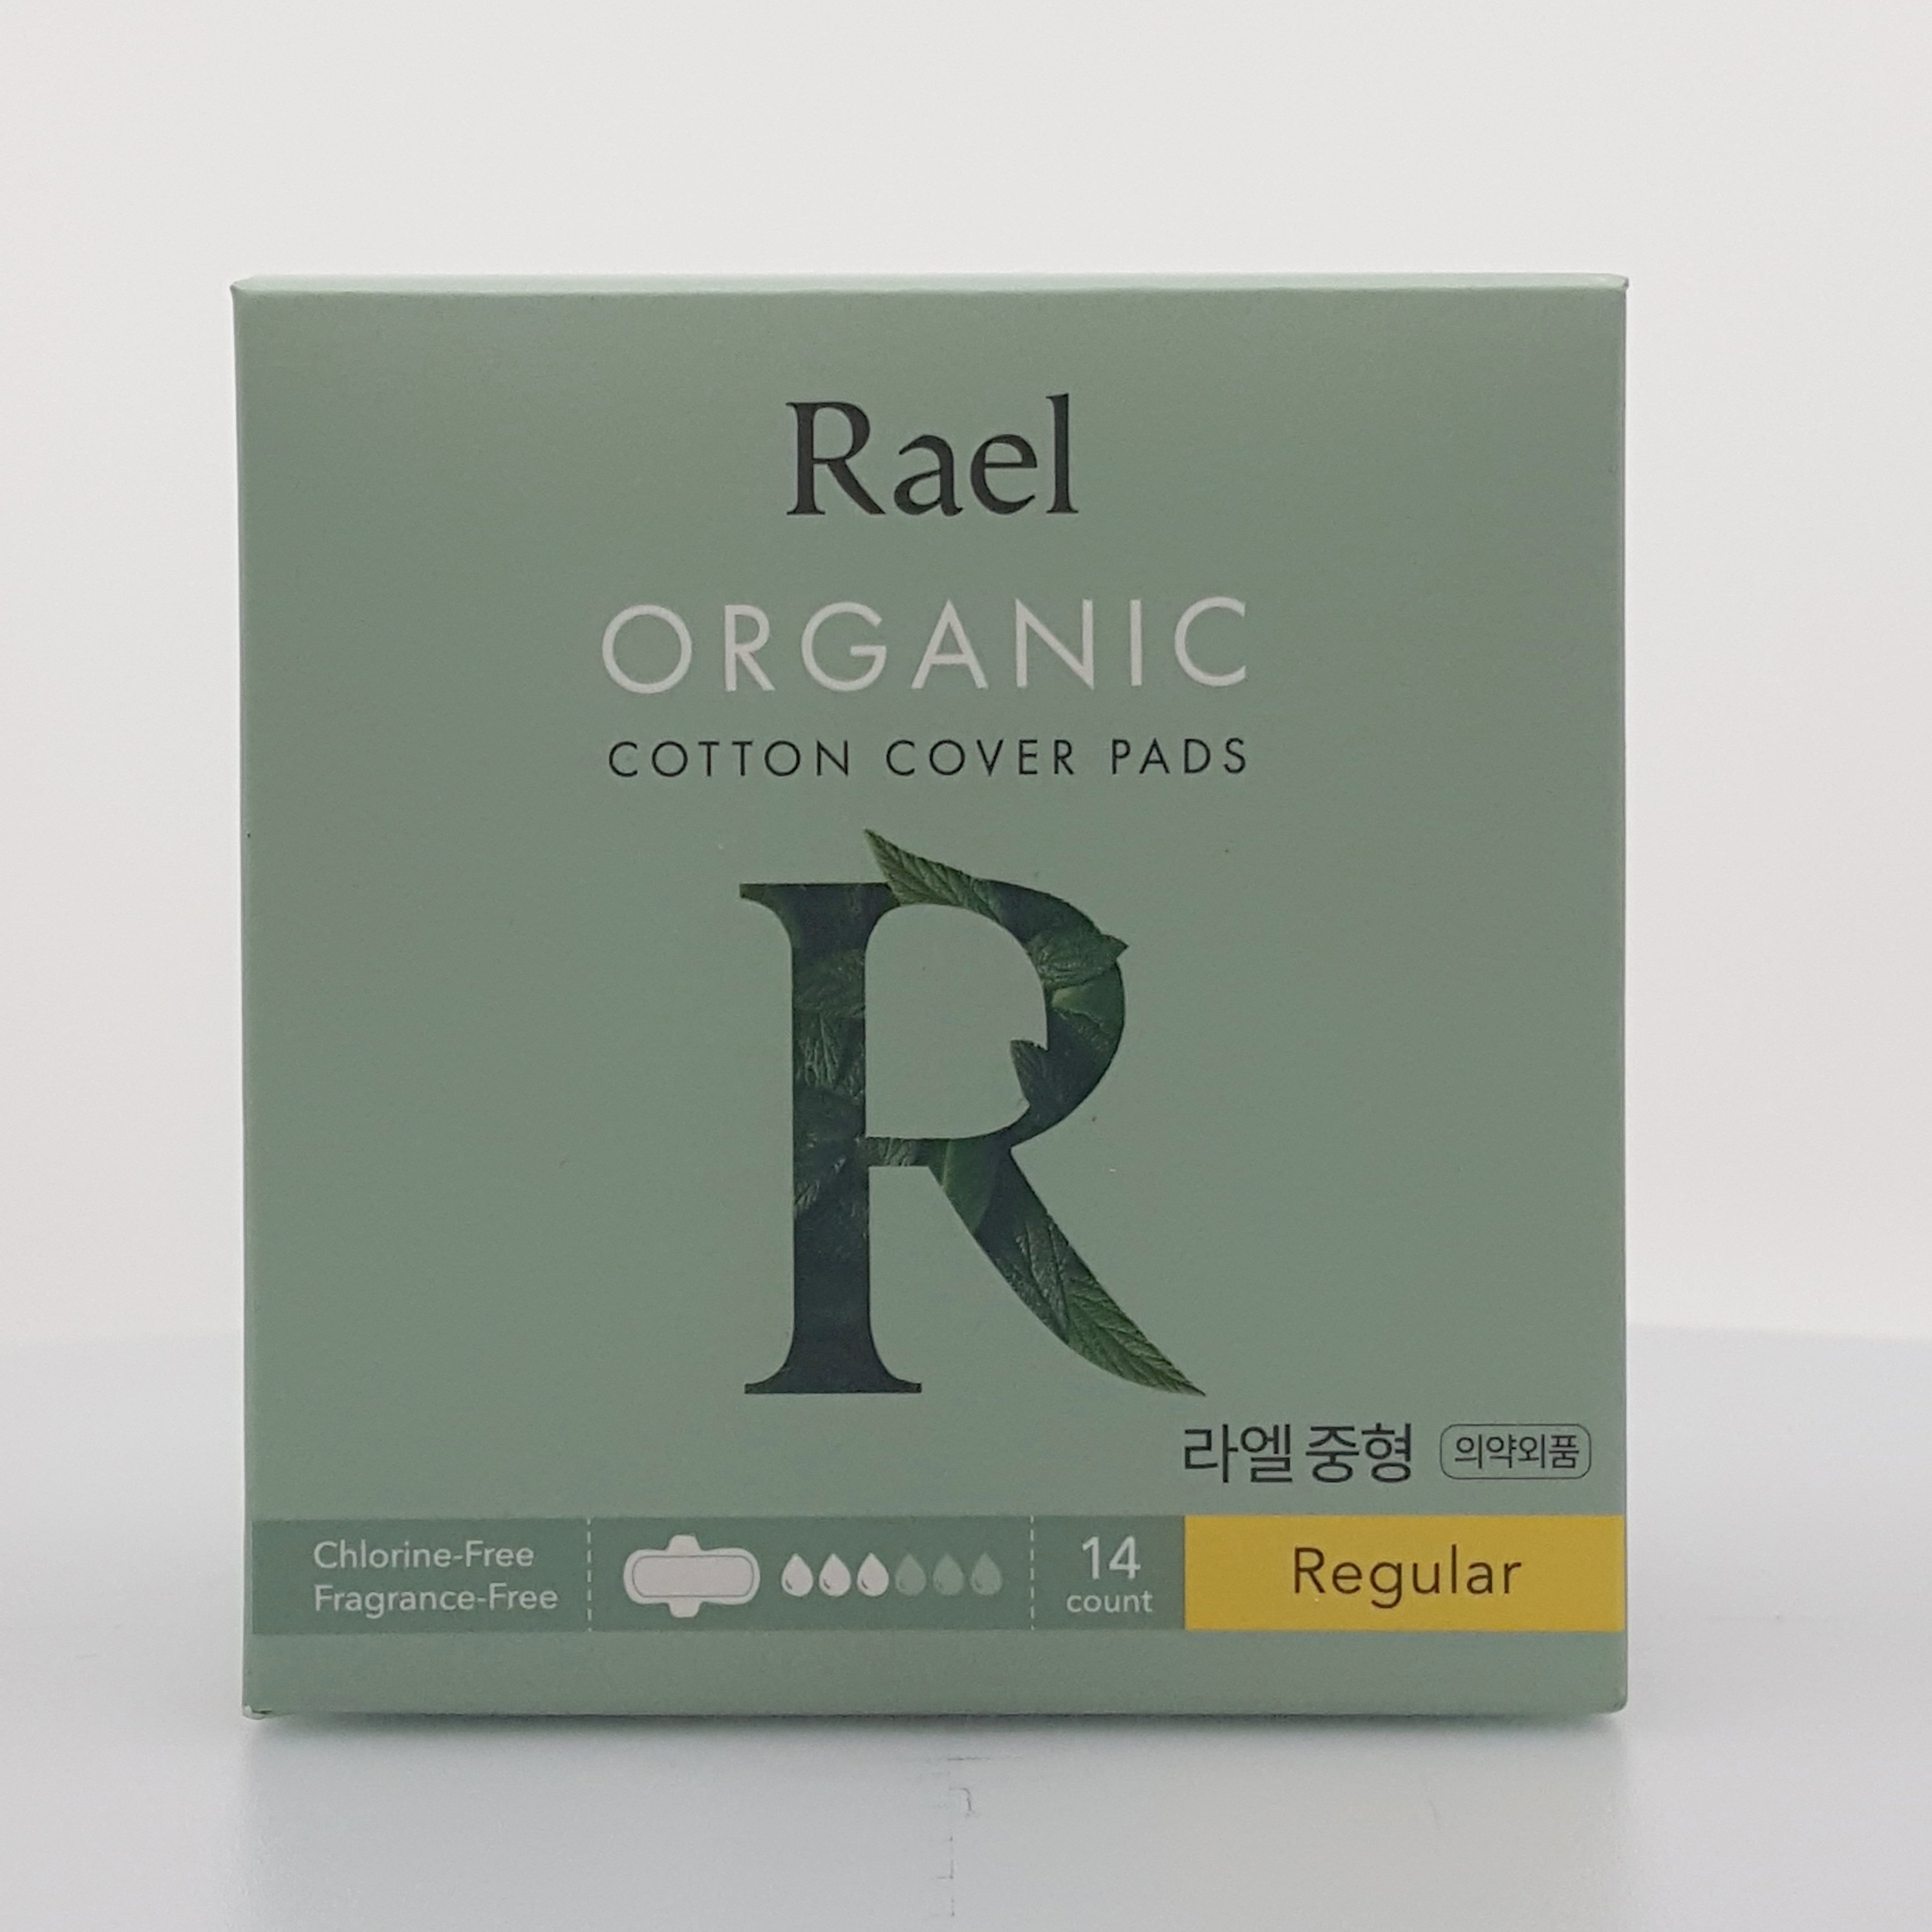 Rael
ORGANIC
COTTON COVER PADS
R
라엘 중형 의약외품
Chlorine-Free
Fragrance-Free
14
count
Regular